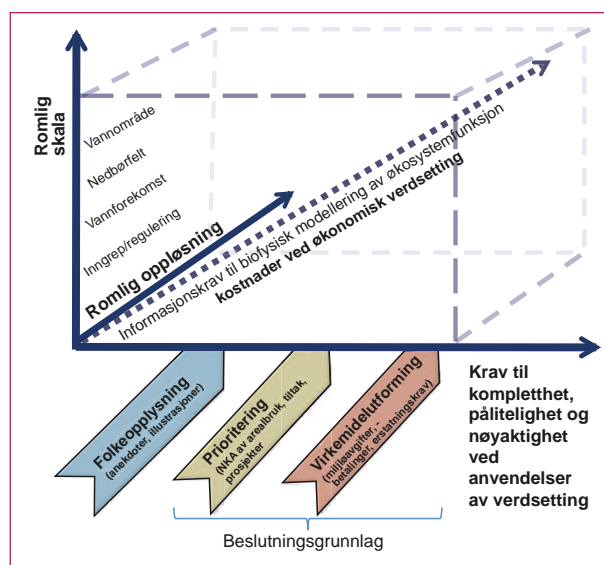 Romlig
skala
Vannområde
Nedbørfelt
Vannforekomst
Inngrep/regulering
Romlig oppløsning
Informasjonskrav til biofysisk modellering av økosystemfunksjon
kostnader ved økonomisk verdsetting
Folkeopplysning
(anekdoter, illustrasjoner)
Prioritering
(NKA av arealbruk, tiltak,
prosjekter
Virkemidelutforming
(miljøavgifter, -
betalinger, erstatningskrav)
Krav til
kompletthet,
pålitelighet og
nøyaktighet
ved
anvendelser
av verdsetting
Beslutningsgrunnlag